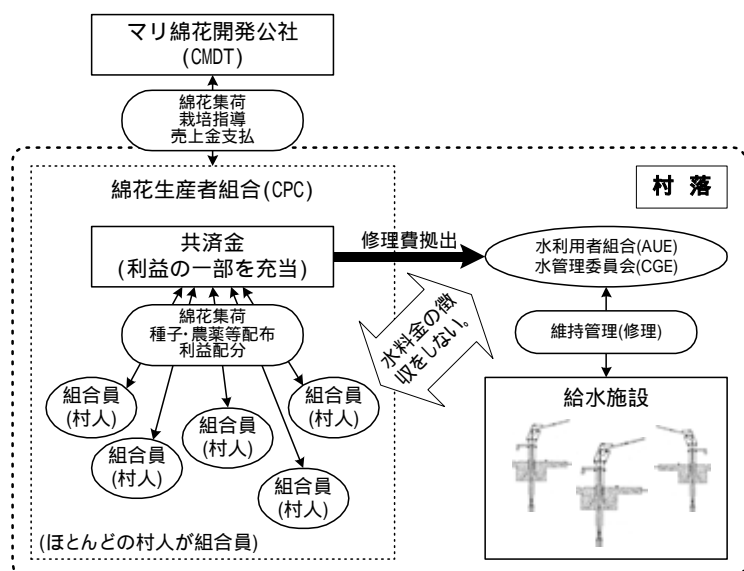 マリ綿花開発公社
(CMDT)
綿花集荷
栽培指導
売上金支払
村 落
綿花生産者組合(CPC)
共済金
(利益の一部を充当)
修理費拠出
水利用者組合(AUE)
水管理委員会(CGE)
水料金の徴
収をしない。
綿花集荷
種子・農薬等配布
利益配分
維持管理(修理)
組合員
(村人)
組合員
(村人)
組合員
(村人)
組合員
(村人)
組合員
(村人)
給水施設
(ほとんどの村人が組合員)